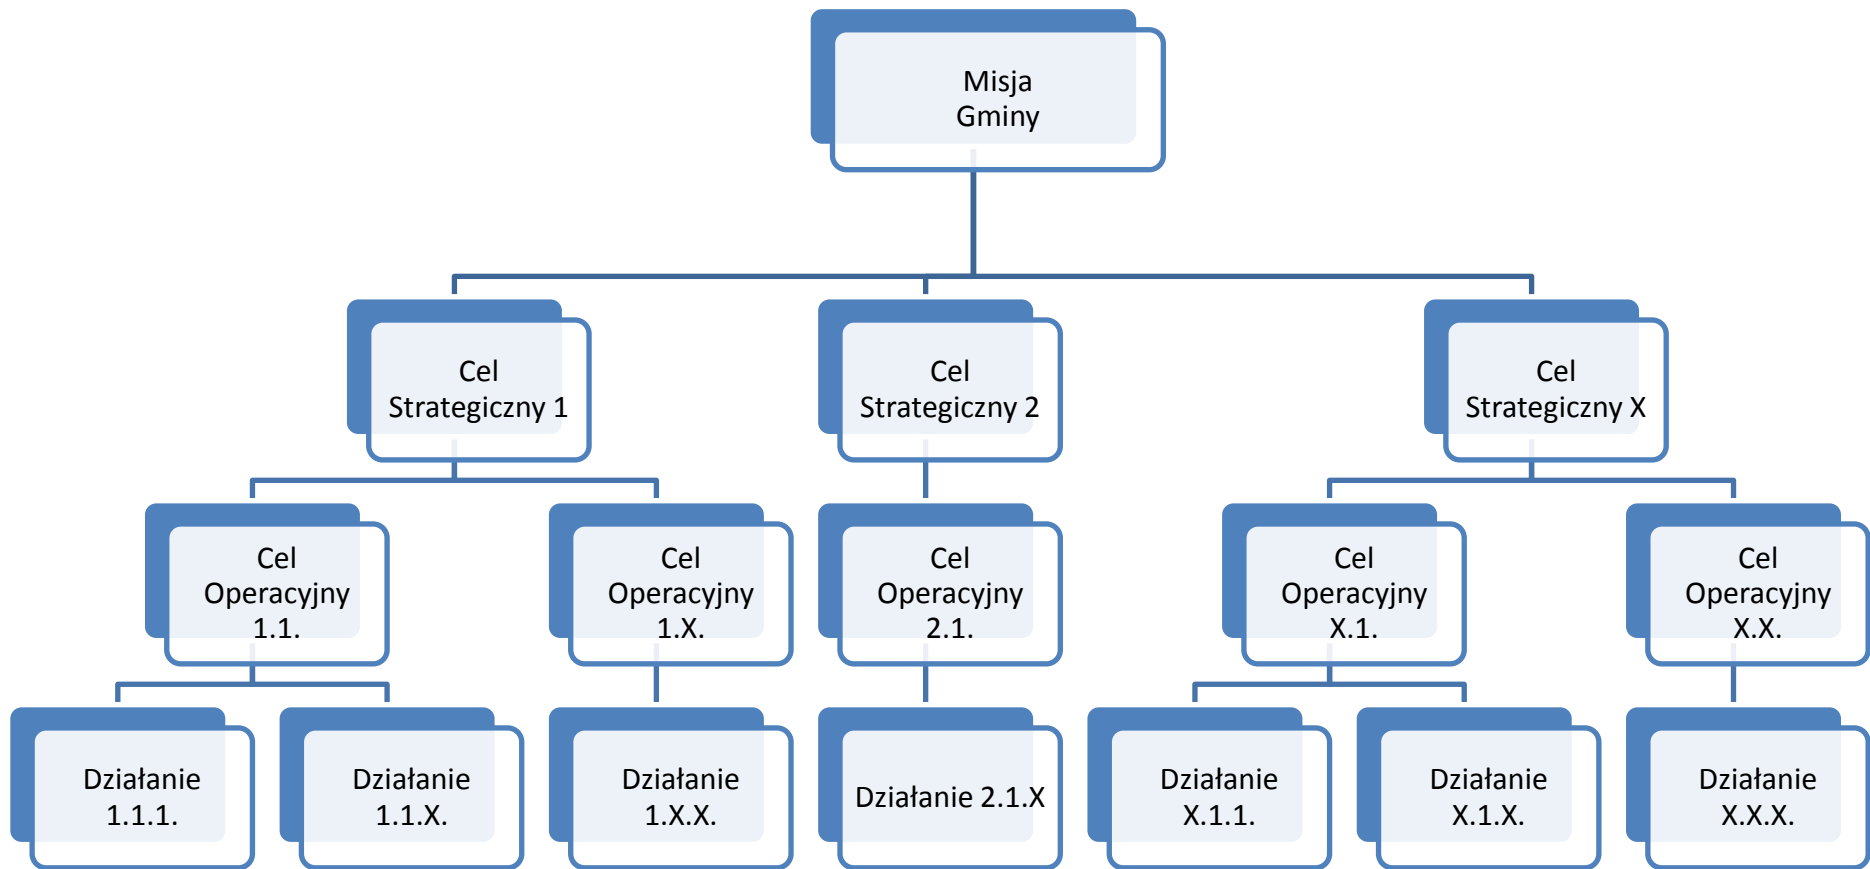 Misja
Gminy
Cel
Strategiczny 1
Cel
Strategiczny 2
Cel
Strategiczny X
Cel
Operacyjny
1.1.
Cel
Operacyjny
1.X.
Cel
Operacyjny
2.1.
Cel
Operacyjny
X.1.
Cel
Operacyjny
X.X.
Działanie
1.1.1.
Działanie
1.1.X.
Działanie
1.X.X.
Działanie 2.1.X
Działanie
X.1.1.
Działanie
X.1.X.
Działanie
X.X.X.